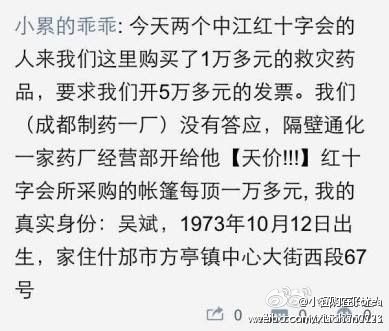 小累的乖乖: 今天两个中江红十字会的
人来我们这里购买了1万多元的救灾药
品，要求我们开5万多元的发票。我们
（成都制药一厂）没有答应，隔壁通化
一家药厂经营部开给他【天价!!!】红十
字会所采购的帐篷每顶一万多元, 我的
真实身份：吴斌，1973年10月12日出
生，家住什邡市方亭镇中心大街西段67
号
0 0 0